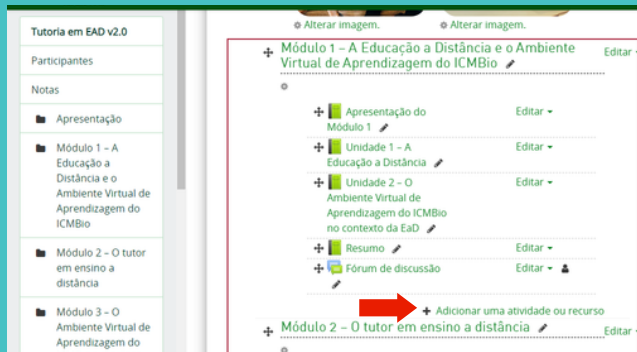 Tutoria em EAD v2.0
Participantes
Notas
Apresentação
Módulo 1 – A
Educação a
Distância e o
Ambiente Virtual de
Aprendizagem do
ICMBio
Módulo 2 – O tutor
em ensino a
distância
Módulo 3 – O
Ambiente Virtual de
Aprendizagem do
Alterar imagem. Alterar imagem.
Módulo 1 – A Educação a Distância e o Ambiente Editar
Virtual de Aprendizagem do ICMBio
Apresentação do Editar
Módulo 1
Unidade 1 – A Editar
Educação a Distância
Unidade 2 – O Editar
Ambiente Virtual de
Aprendizagem do ICMBio
no contexto da EaD
Resumo Editar
Fórum de discussão Editar
Adicionar uma atividade ou recurso
Módulo 2 – O tutor em ensino a distância Editar